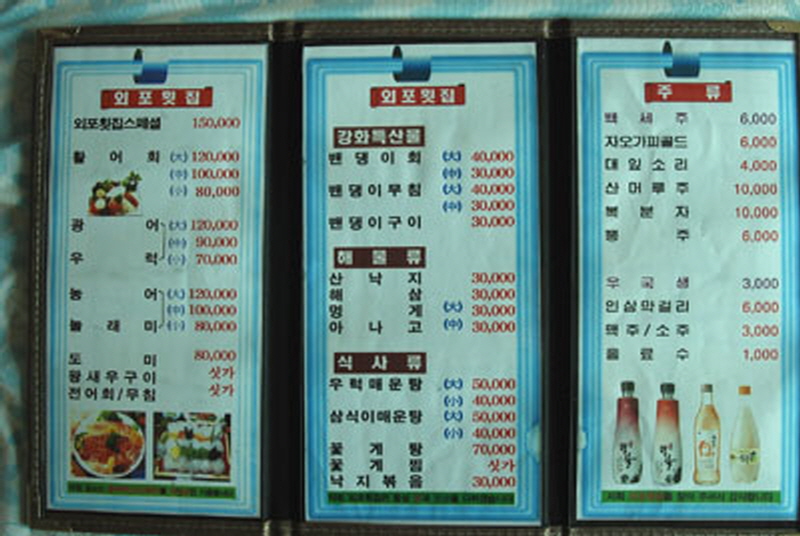 외포횟집
외포횟집스페셜 150,000
활어회 (大) 120,000
(中) 100,000
(小) 80,000
광어 (大) 120,000
(中) 90,000
우럭 (小) 70,000
농어 (大) 120,000
(中) 100,000
놀래미 (小) 80,000
도미 80,000
왕새우구이 싯가
전어회/무침 싯가
외포횟집
강화특산물
밴댕이회 (大) 40,000
(中) 30,000
밴댕이무침 (大) 40,000
(中) 30,000
밴댕이구이 30,000
해물류
산낙지 30,000
해삼 30,000
멍게 (大) 30,000
아나고 (中) 30,000
식사류
우럭매운탕 (大) 50,000
(小) 40,000
삼식이매운탕 (大) 50,000
(小) 40,000
꽃게탕 70,000
꽃게찜 싯가
낙지볶음 30,000
주류
백세주 6,000
자오가피골드 6,000
대잎소리 4,000
산머루주 10,000
복분자 10,000
동주 6,000
우국생 3,000
인삼막걸리 6,000
맥주/소주 3,000
음료수 1,000